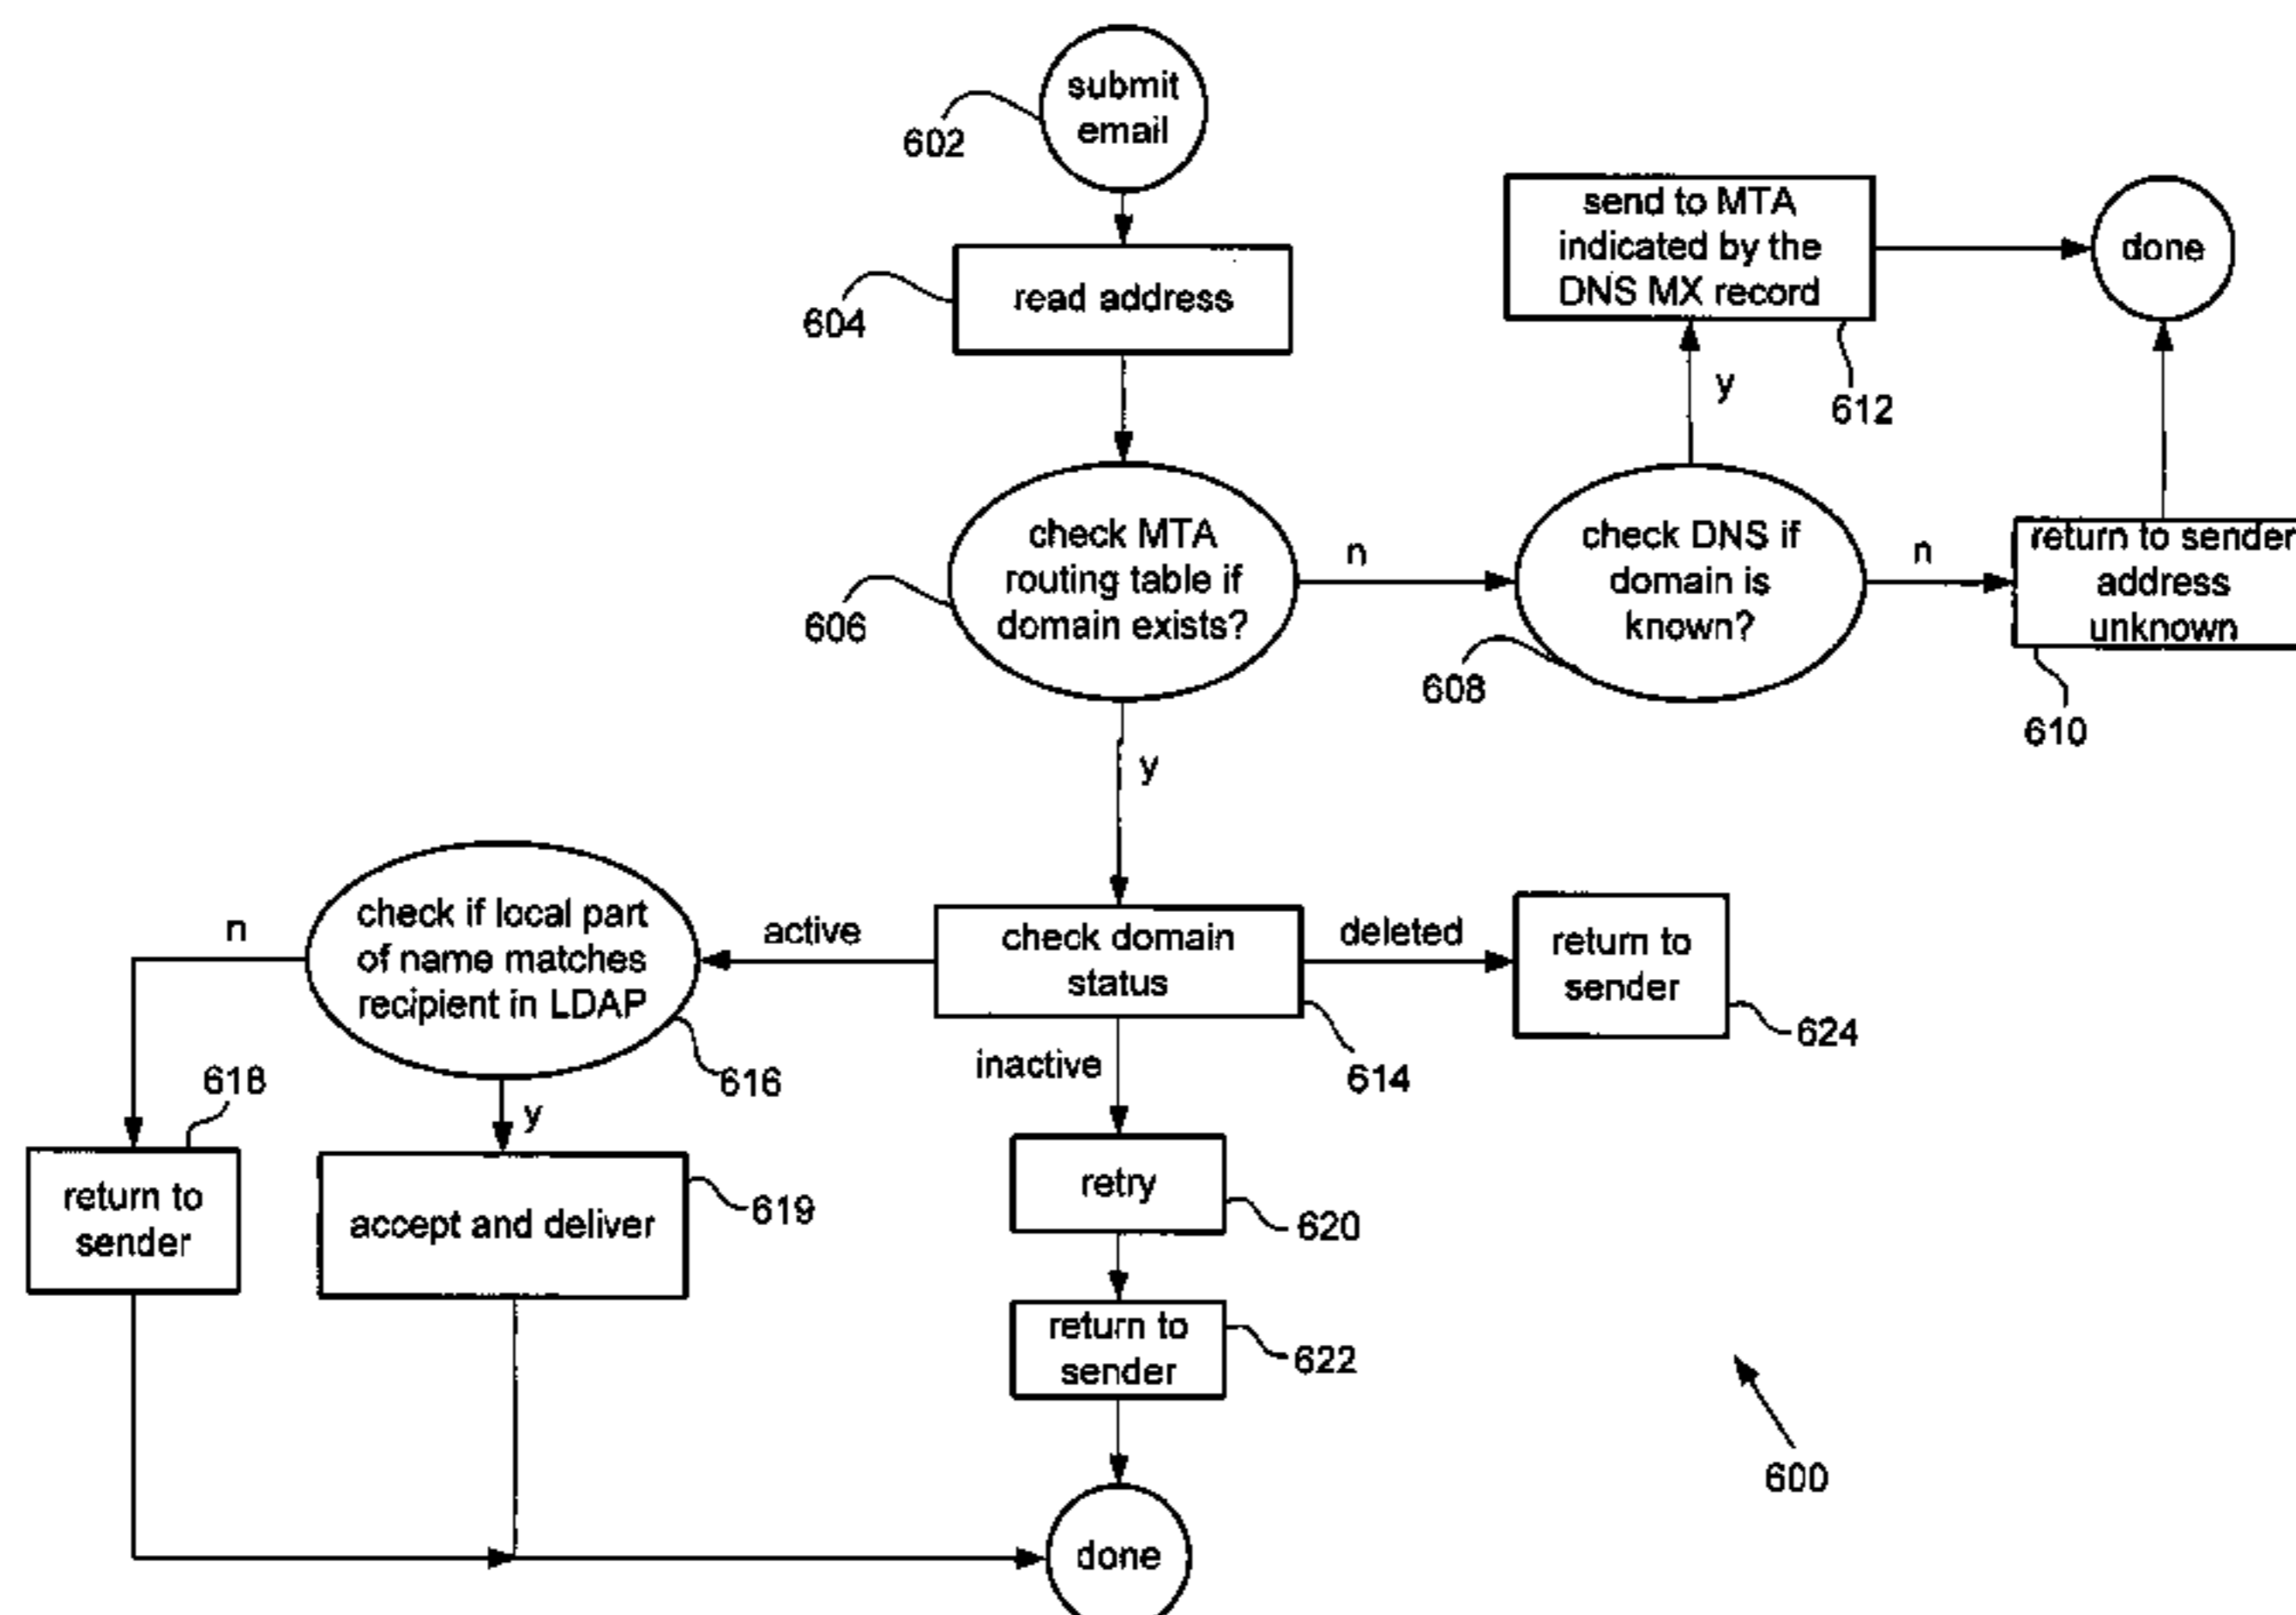 submit
email
602
send to MTA
indicated by the
DNS MX record
done
read address
604
y
612
check MTA
routing table if
domain exists?
n
check DNS if
domain is
known?
n
return to sender
address
unknown
606
608
610
y
check if local part
of name matches
recipient in LDAP
n
active
check domain
status
deleted
return to
sender
624
inactive
614
616
618
y
return to
sender
accept and deliver
619
retry
620
return to
sender
622
600
done